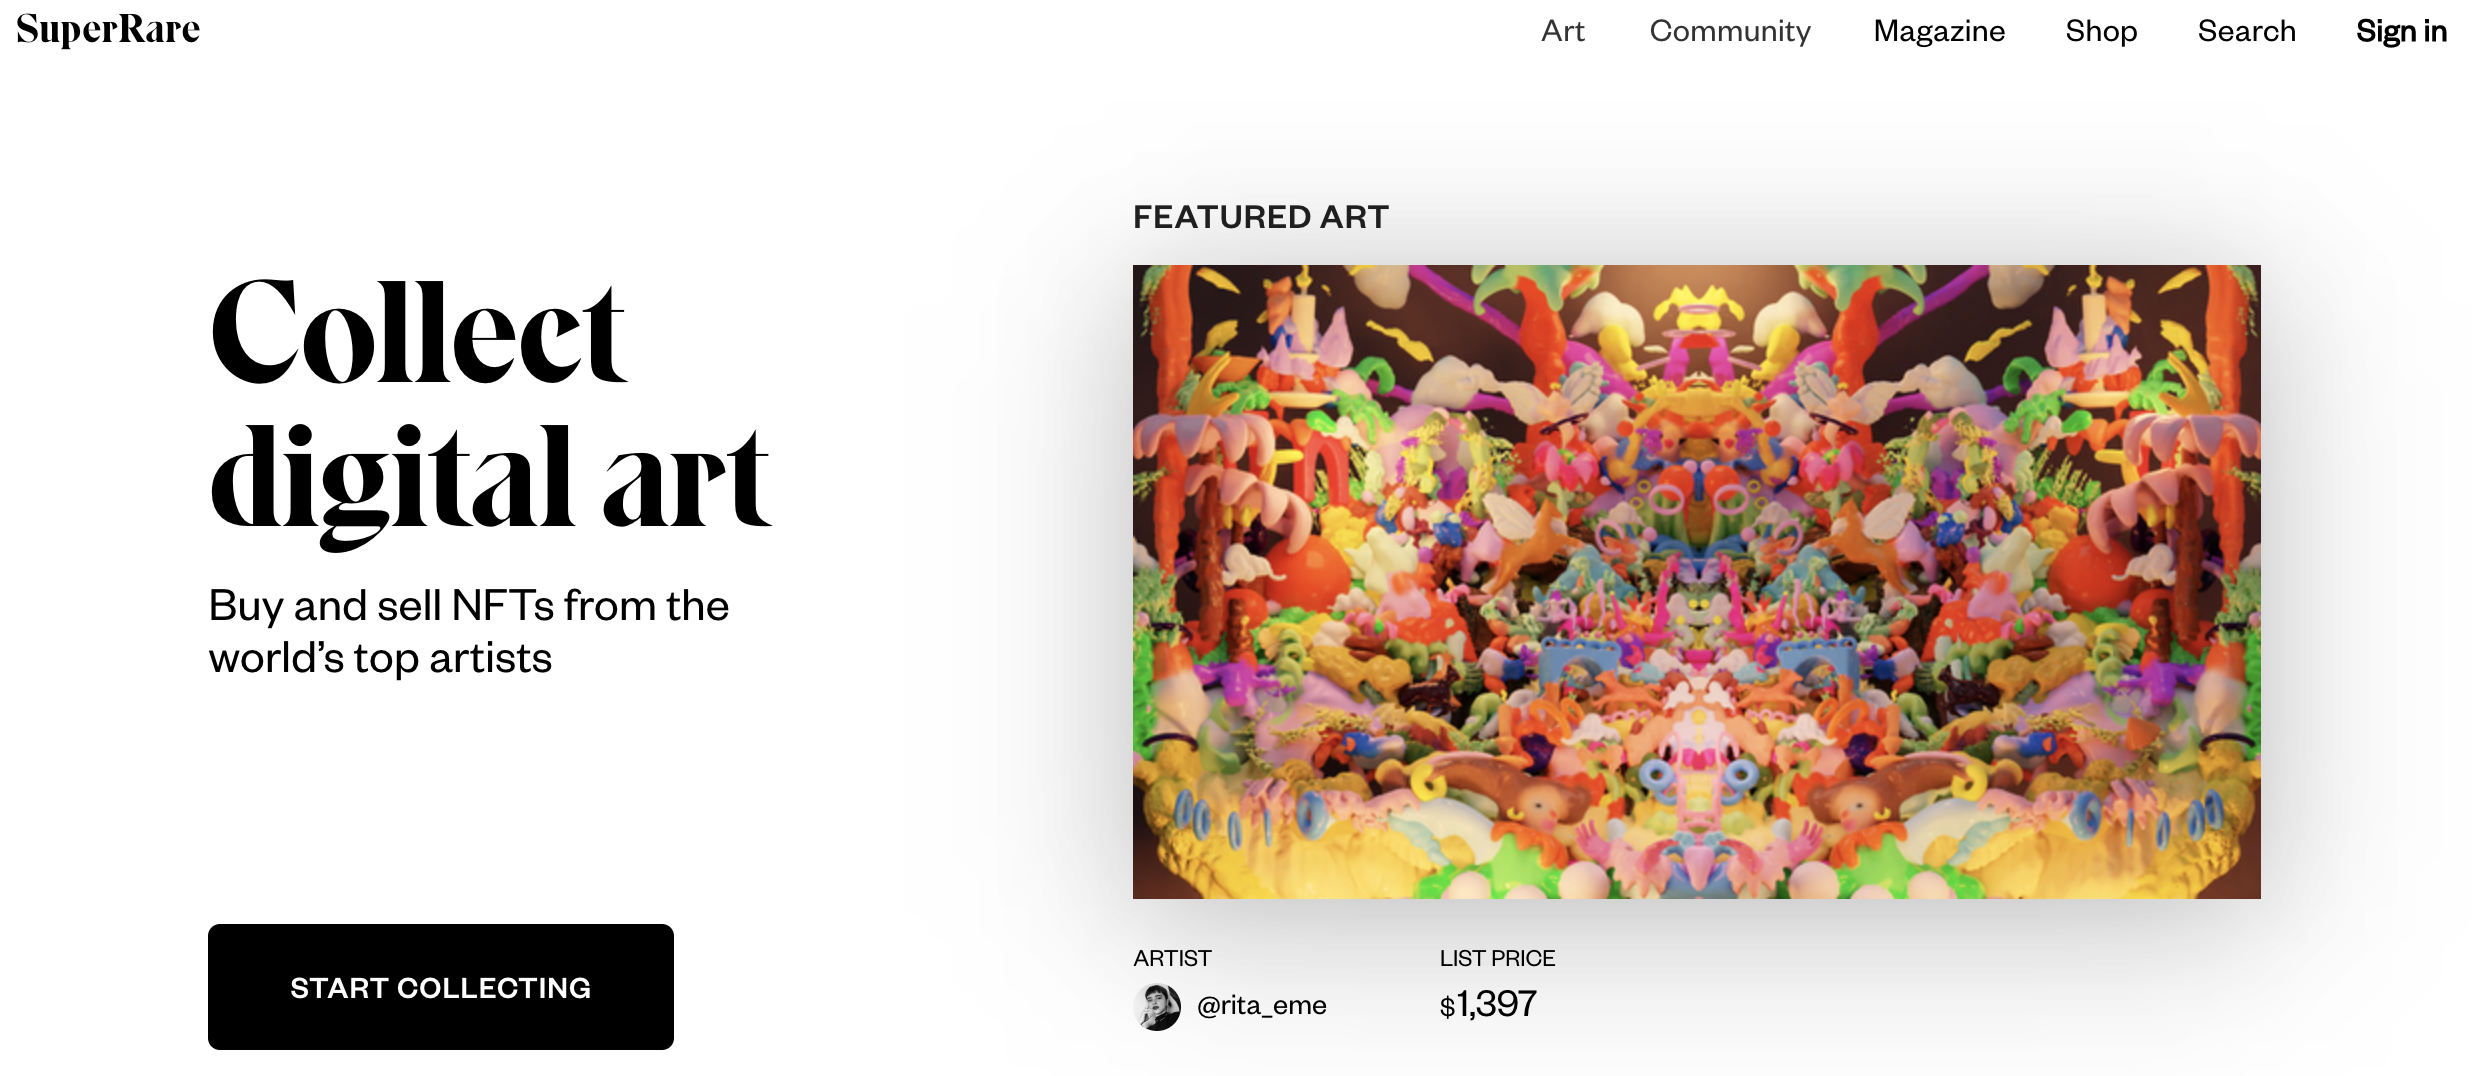 SuperRare
Art Community Magazine Shop Search Sign in
Collect
digital art
Buy and sell NFTs from the
world’s top artists
START COLLECTING
FEATURED ART
ARTIST LIST PRICE
@rita_eme $1,397